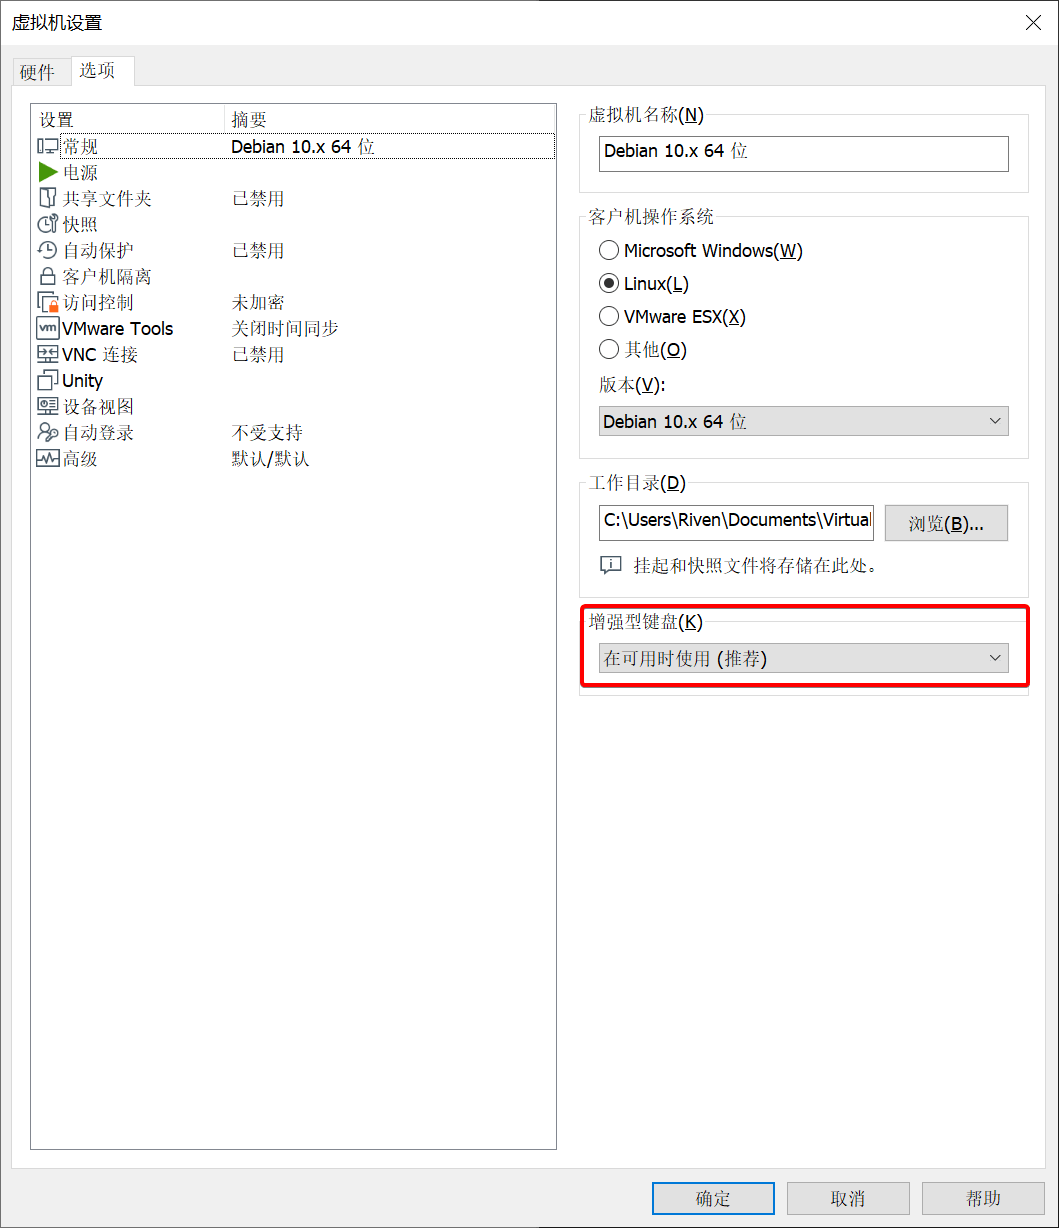 虚拟机设置
硬件 选项
设置 摘要
常规 Debian 10.x 64 位
电源
共享文件夹 已禁用
快照
自动保护 已禁用
客户机隔离
访问控制 未加密
vm VMware Tools 关闭时间同步
VNC 连接 已禁用
Unity
设备视图
自动登录 不受支持
高级 默认/默认
虚拟机名称(N)
Debian 10.x 64 位
客户机操作系统
Microsoft Windows(W)
Linux(L)
VMware ESX(X)
其他(O)
版本(V):
Debian 10.x 64 位
工作目录(D)
C:\Users\Riven\Documents\Virtual 浏览(B)...
挂起和快照文件将存储在此处。
增强型键盘(K)
在可用时使用 (推荐)
确定 取消 帮助